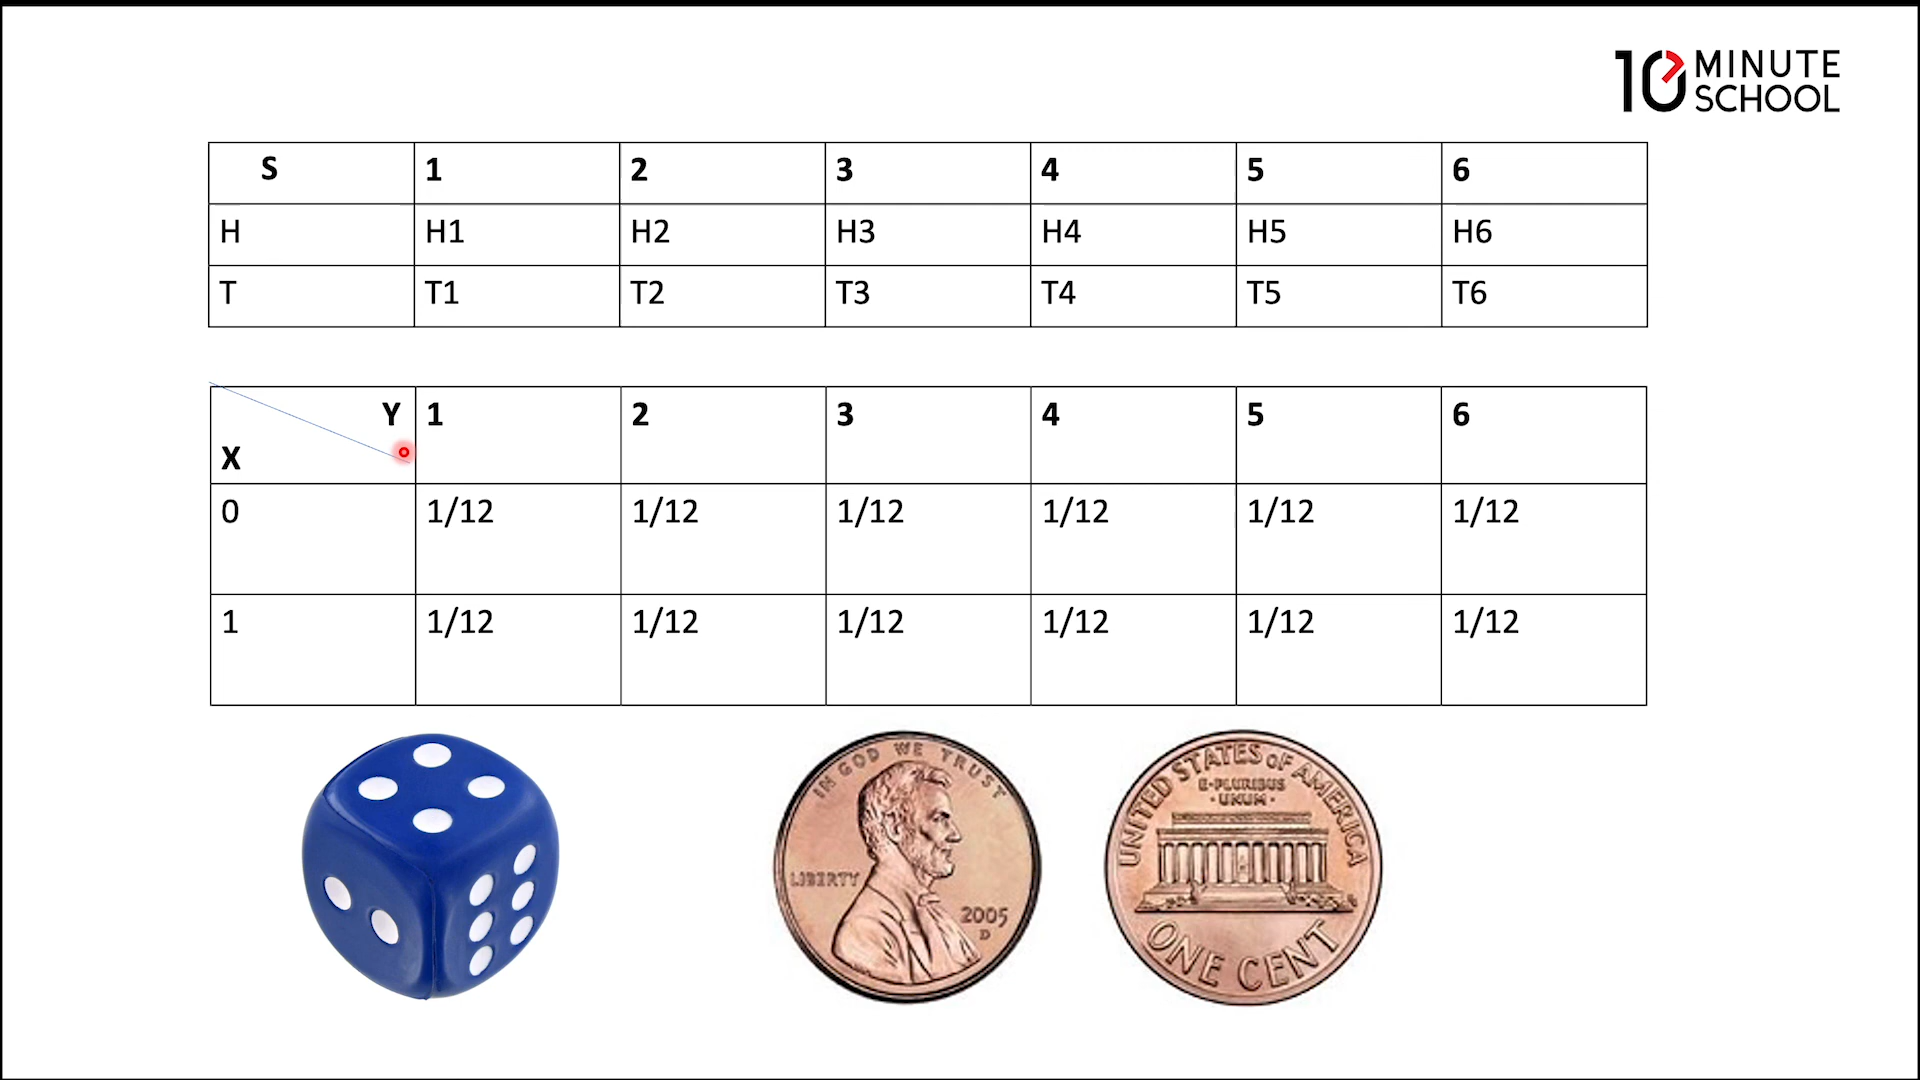 10 MINUTE
SCHOOL
S 1 2 3 4 5 6
H H1 H2 H3 H4 H5 H6
T T1 T2 T3 T4 T5 T6
Y 1 2 3 4 5 6
X
0 1/12 1/12 1/12 1/12 1/12 1/12
1 1/12 1/12 1/12 1/12 1/12 1/12
IN GOD WE TRUST
LIBERTY
2005
D
UNITED STATES OF AMERICA
E·PLURIBUS
·UNUM·
ONE CENT